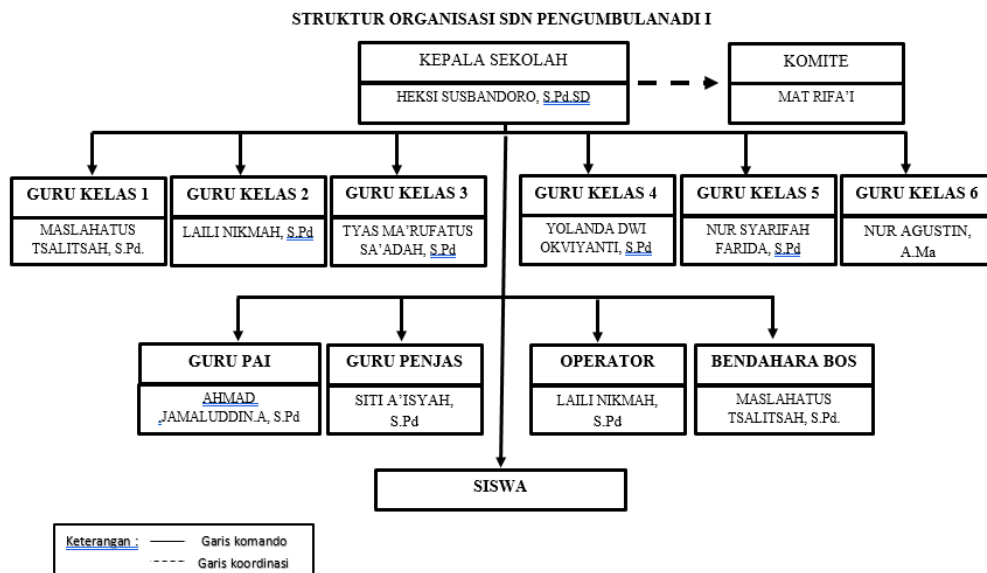 STRUKTUR ORGANISASI SDN PENGUMBULANADI I
KEPALA SEKOLAH
HEKSI SUSBANDORO, S.Pd.SD
KOMITE
MAT RIFA'I
GURU KELAS 1
MASLAHATUS
TSALITSAH, S.Pd.
GURU KELAS 2
LAILI NIKMAH, S.Pd
GURU KELAS 3
TYAS MA'RUFATUS
SA'ADAH, S.Pd
GURU KELAS 4
YOLANDA DWI
OKVIYANTI, S.Pd
GURU KELAS 5
NUR SYARIFAH
FARIDA, S.Pd
GURU KELAS 6
NUR AGUSTIN,
A.Ma
GURU PAI
AHMAD
JAMALUDDIN.A, S.Pd
GURU PENJAS
SITI A'ISYAH,
S.Pd
OPERATOR
LAILI NIKMAH,
S.Pd
BENDAHARA BOS
MASLAHATUS
TSALITSAH, S.Pd.
SISWA
Keterangan :
Garis komando
Garis koordinasi